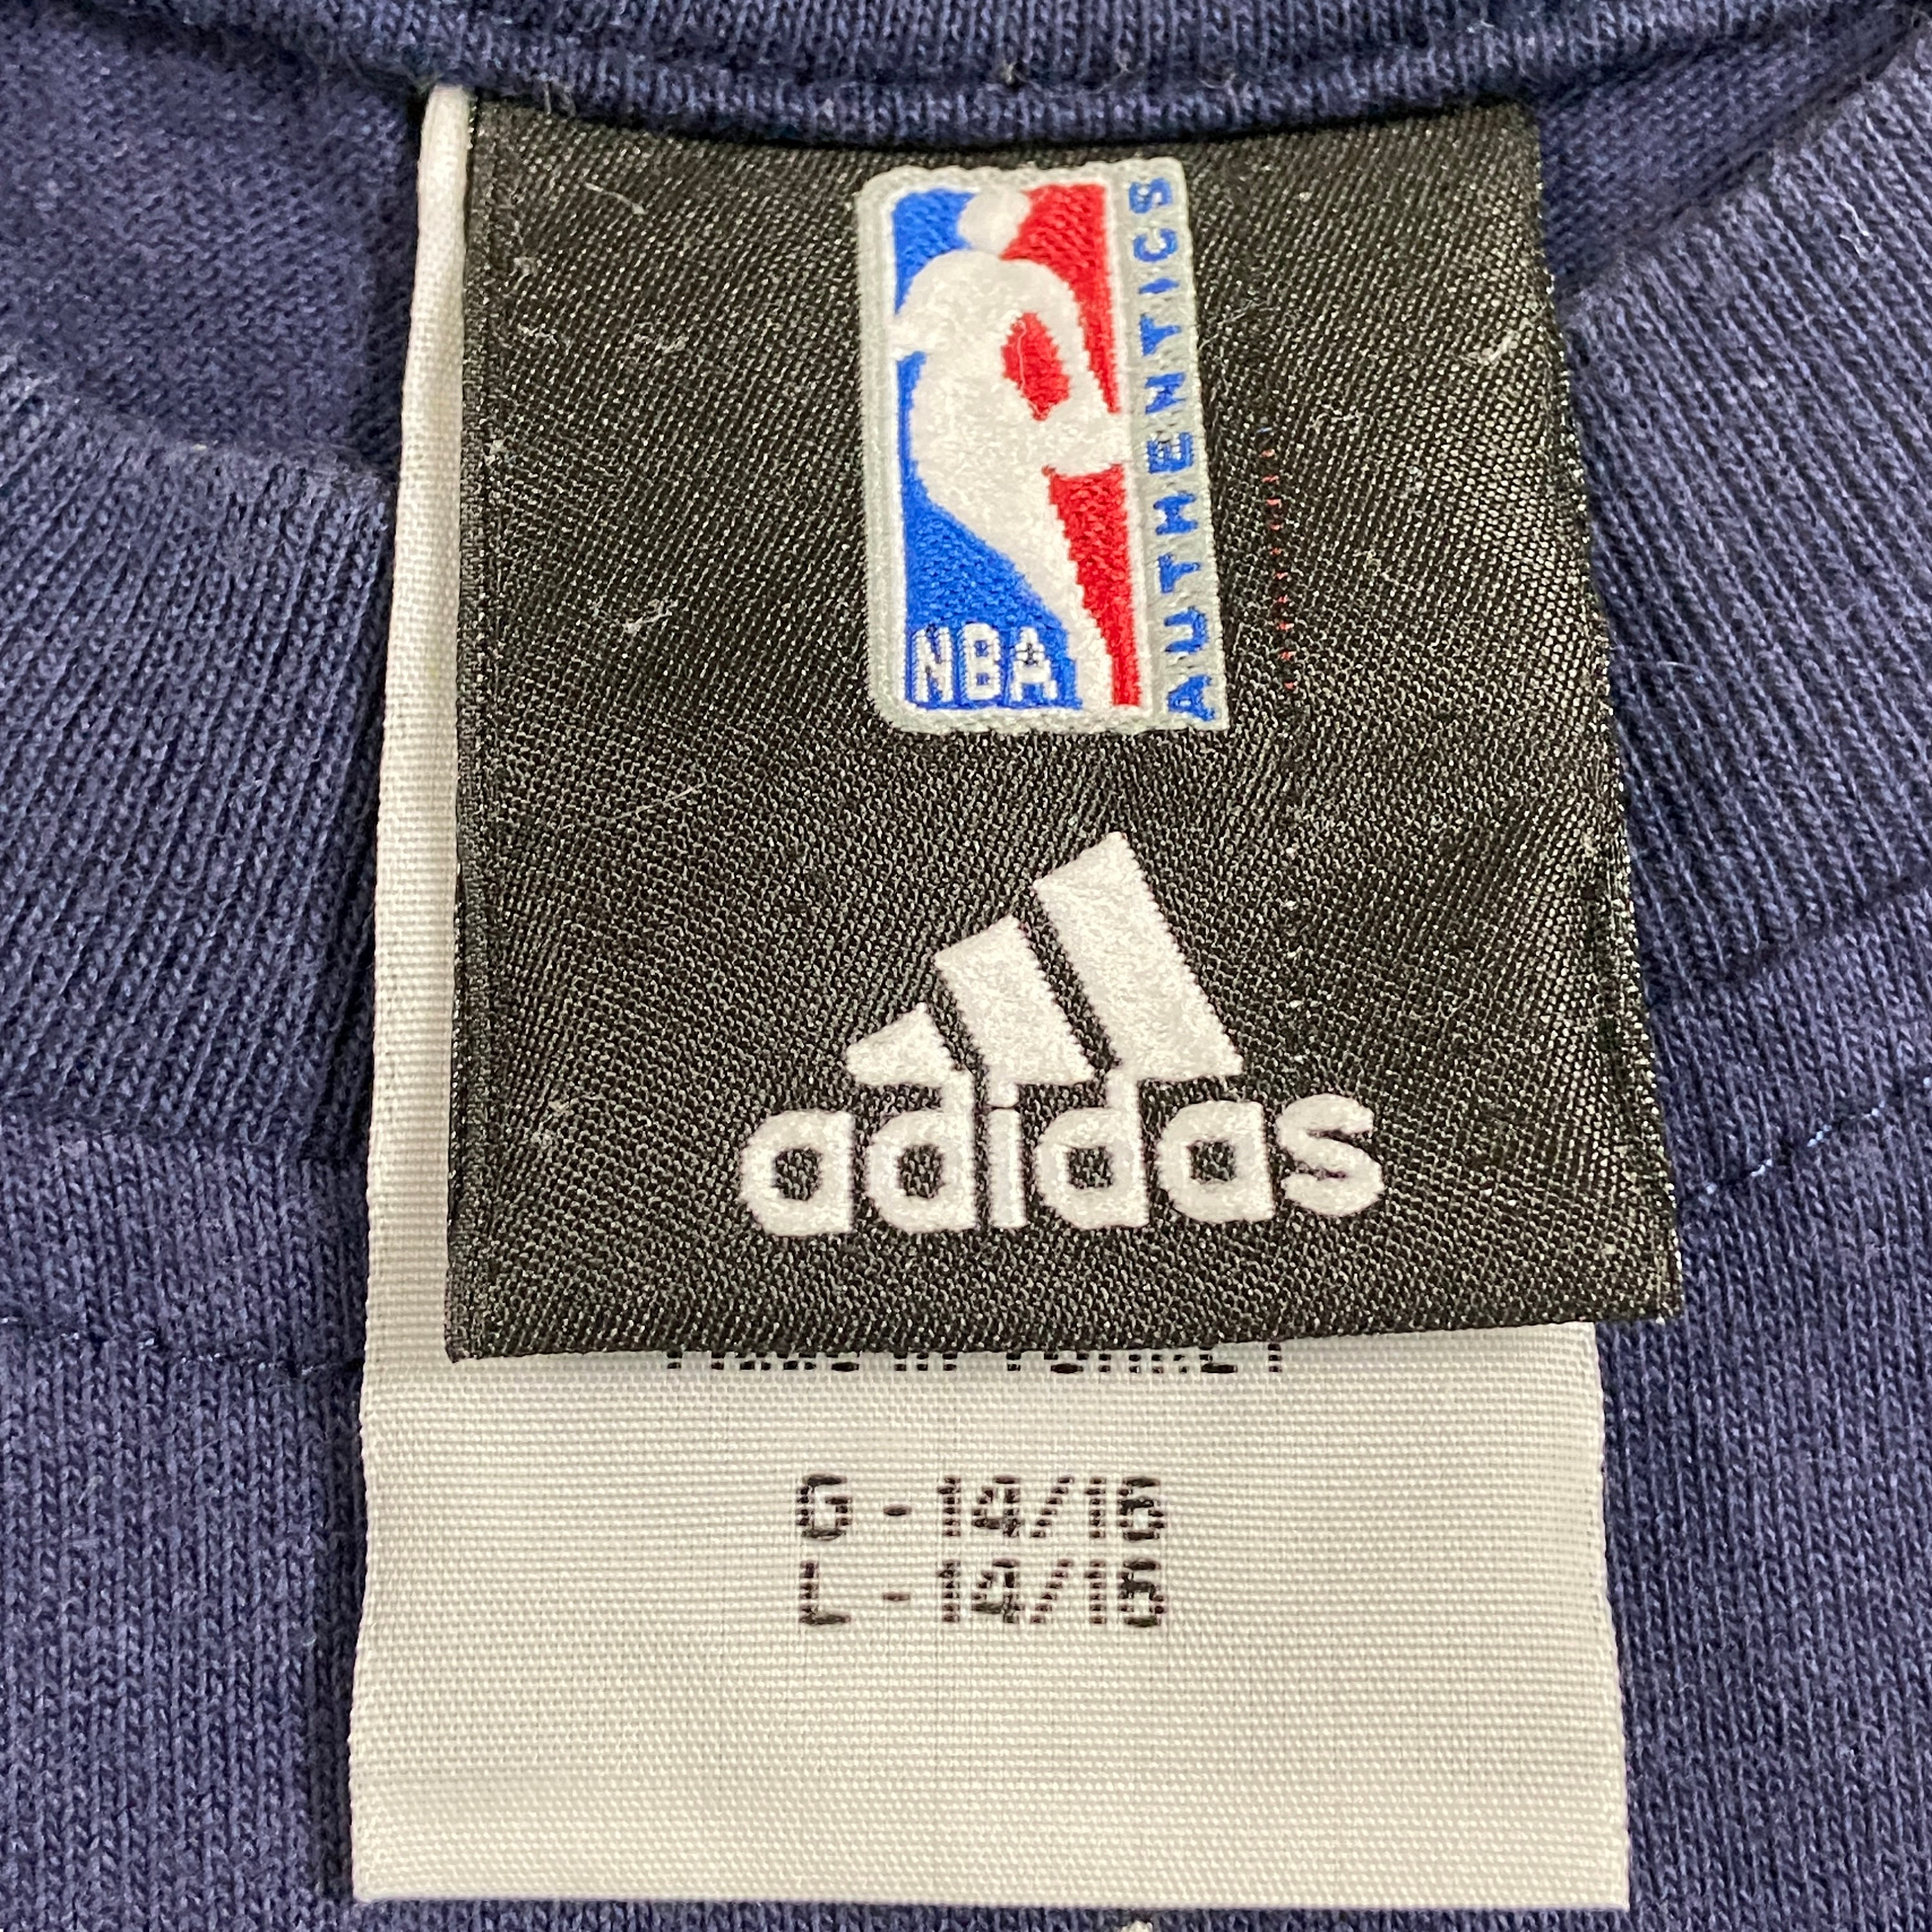 NBA
AUTHENTICS
adidas
G - 14/16
L - 14/16